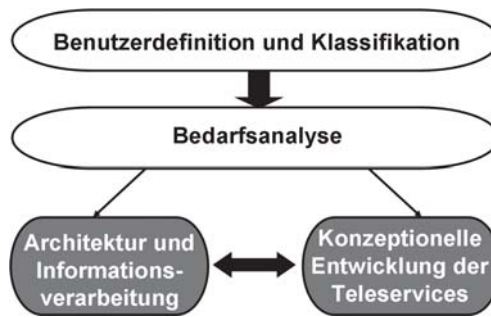 Benutzerdefinition und Klassifikation
Bedarfsanalyse
Architektur und
Informations-
verarbeitung
Konzeptionelle
Entwicklung der
Teleservices